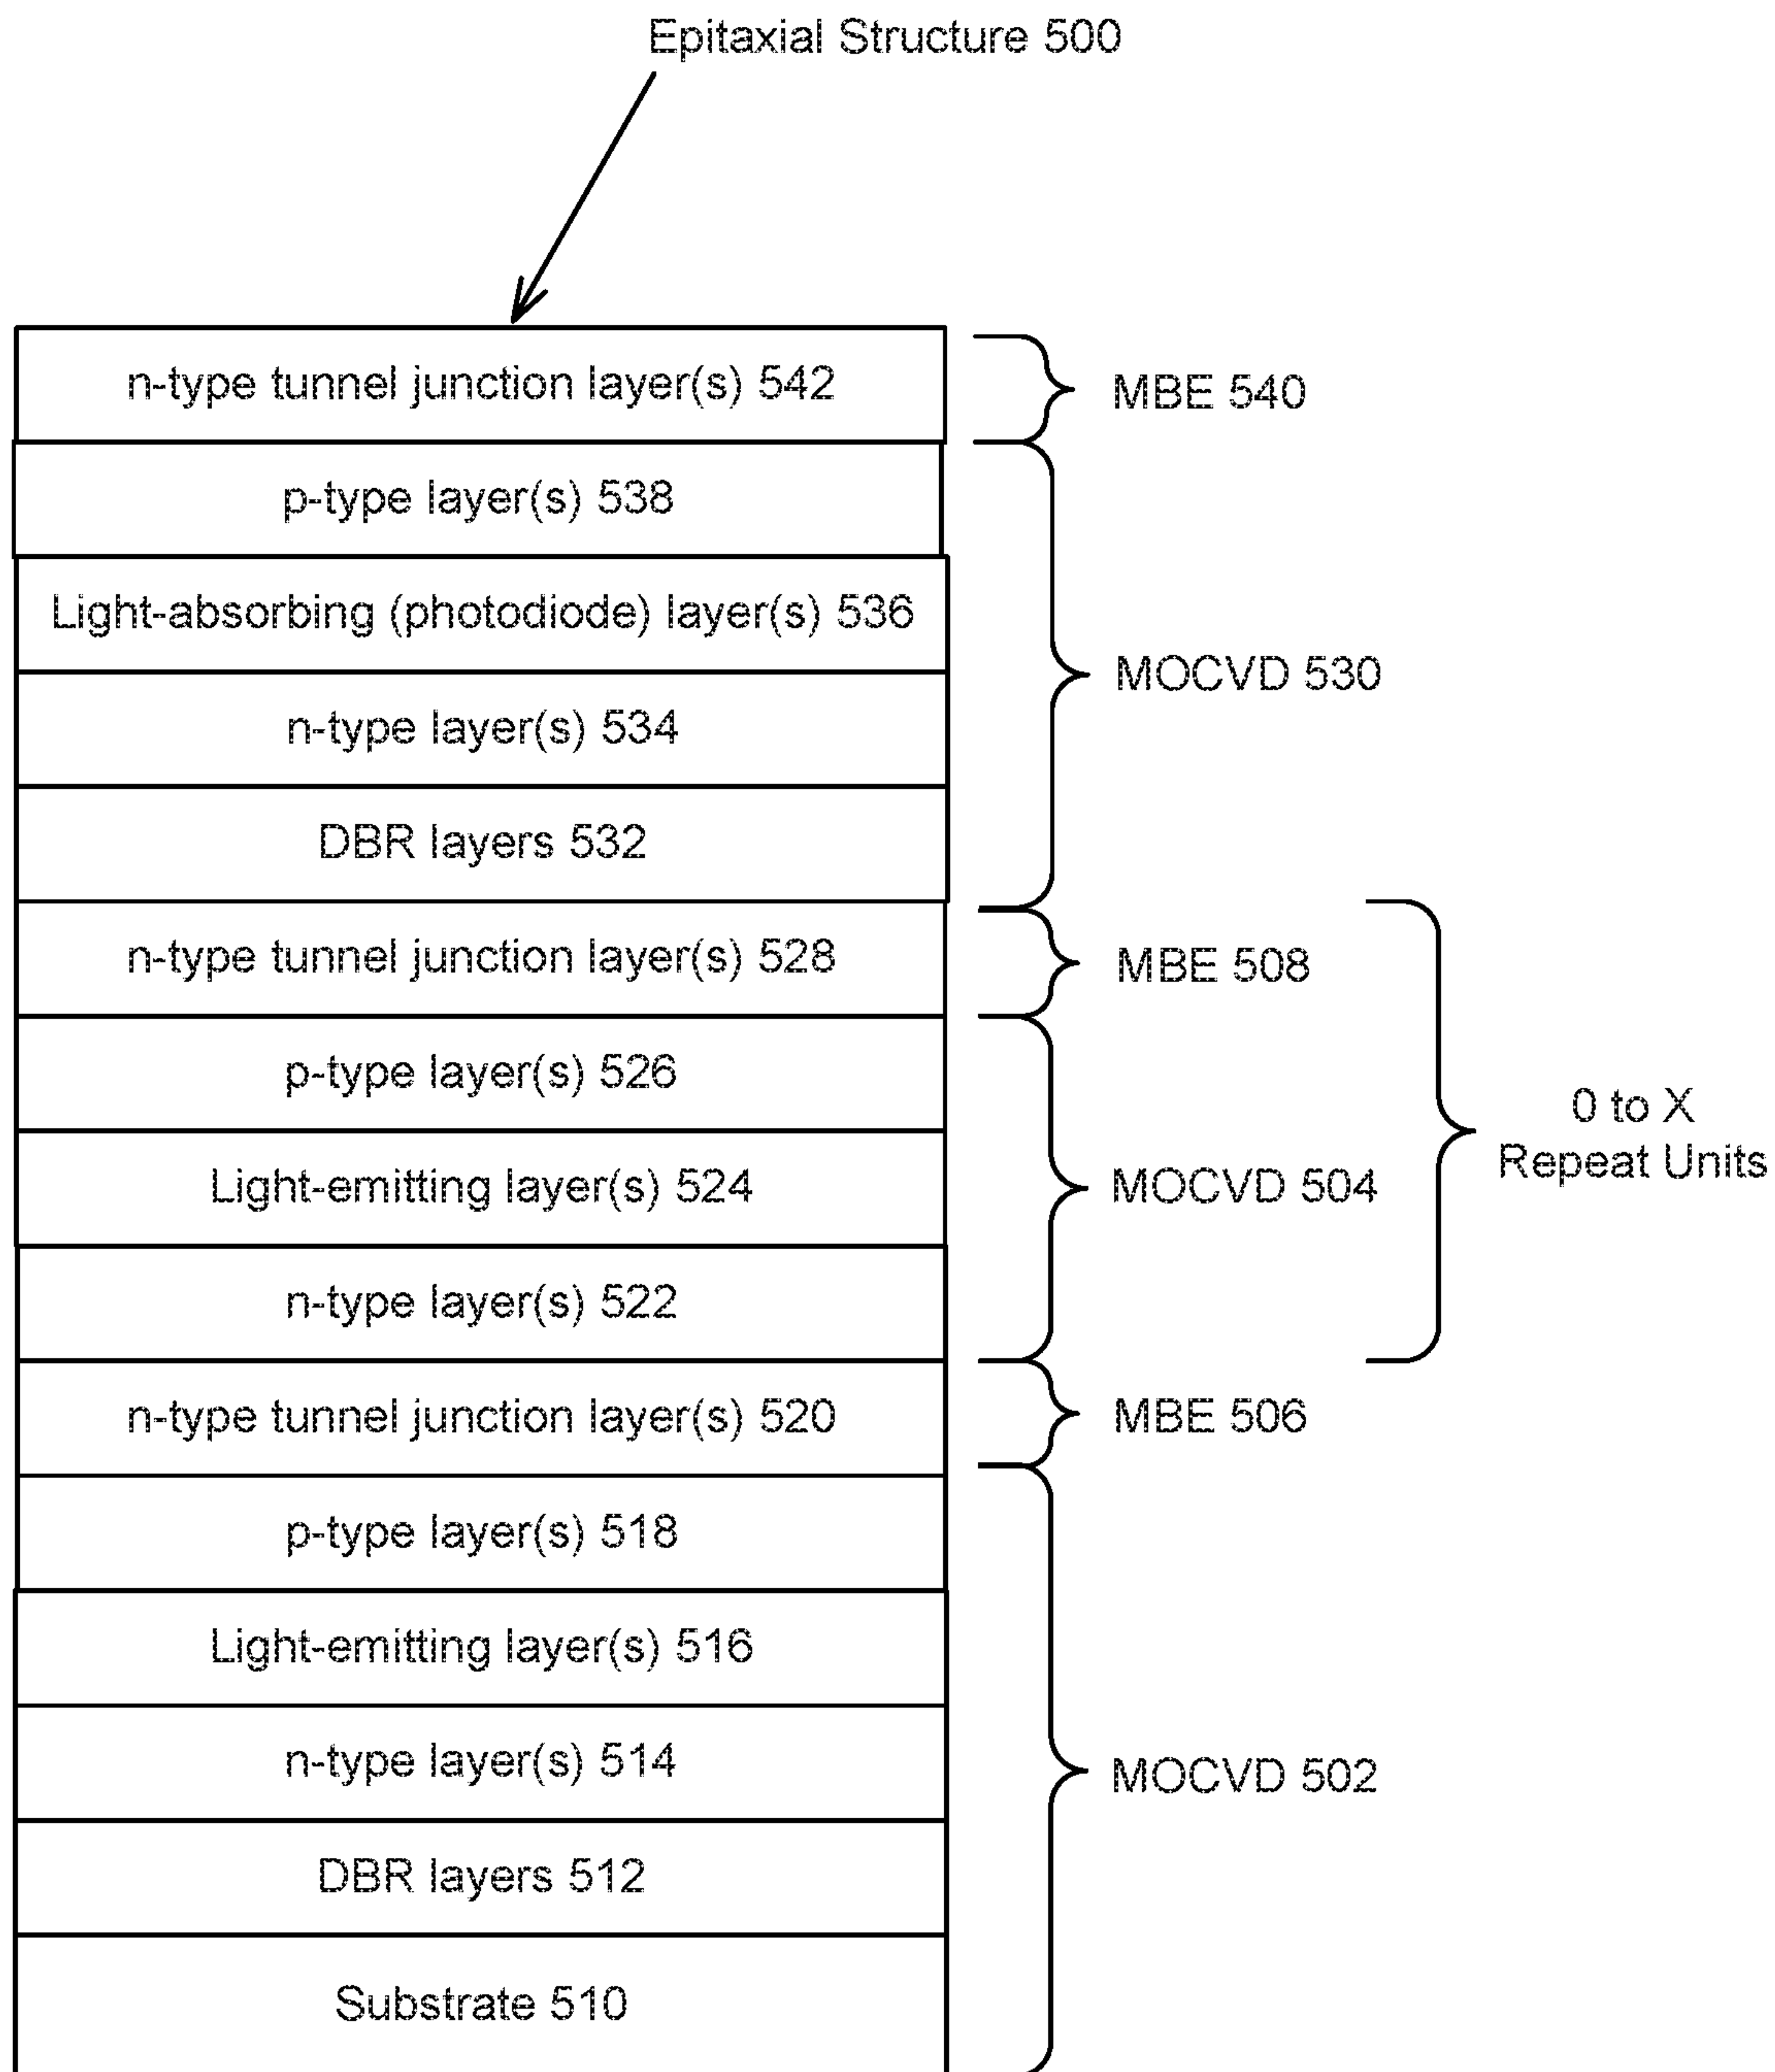 Epitaxial Structure 500
n-type tunnel junction layer(s) 542
MBE 540
p-type layer(s) 538
Light-absorbing (photodiode) layer(s) 536
MOCVD 530
n-type layer(s) 534
DBR layers 532
n-type tunnel junction layer(s) 528
MBE 508
p-type layer(s) 526
0 to X
Repeat Units
Light-emitting layer(s) 524
MOCVD 504
n-type layer(s) 522
n-type tunnel junction layer(s) 520
MBE 506
p-type layer(s) 518
Light-emitting layer(s) 516
n-type layer(s) 514
MOCVD 502
DBR layers 512
Substrate 510